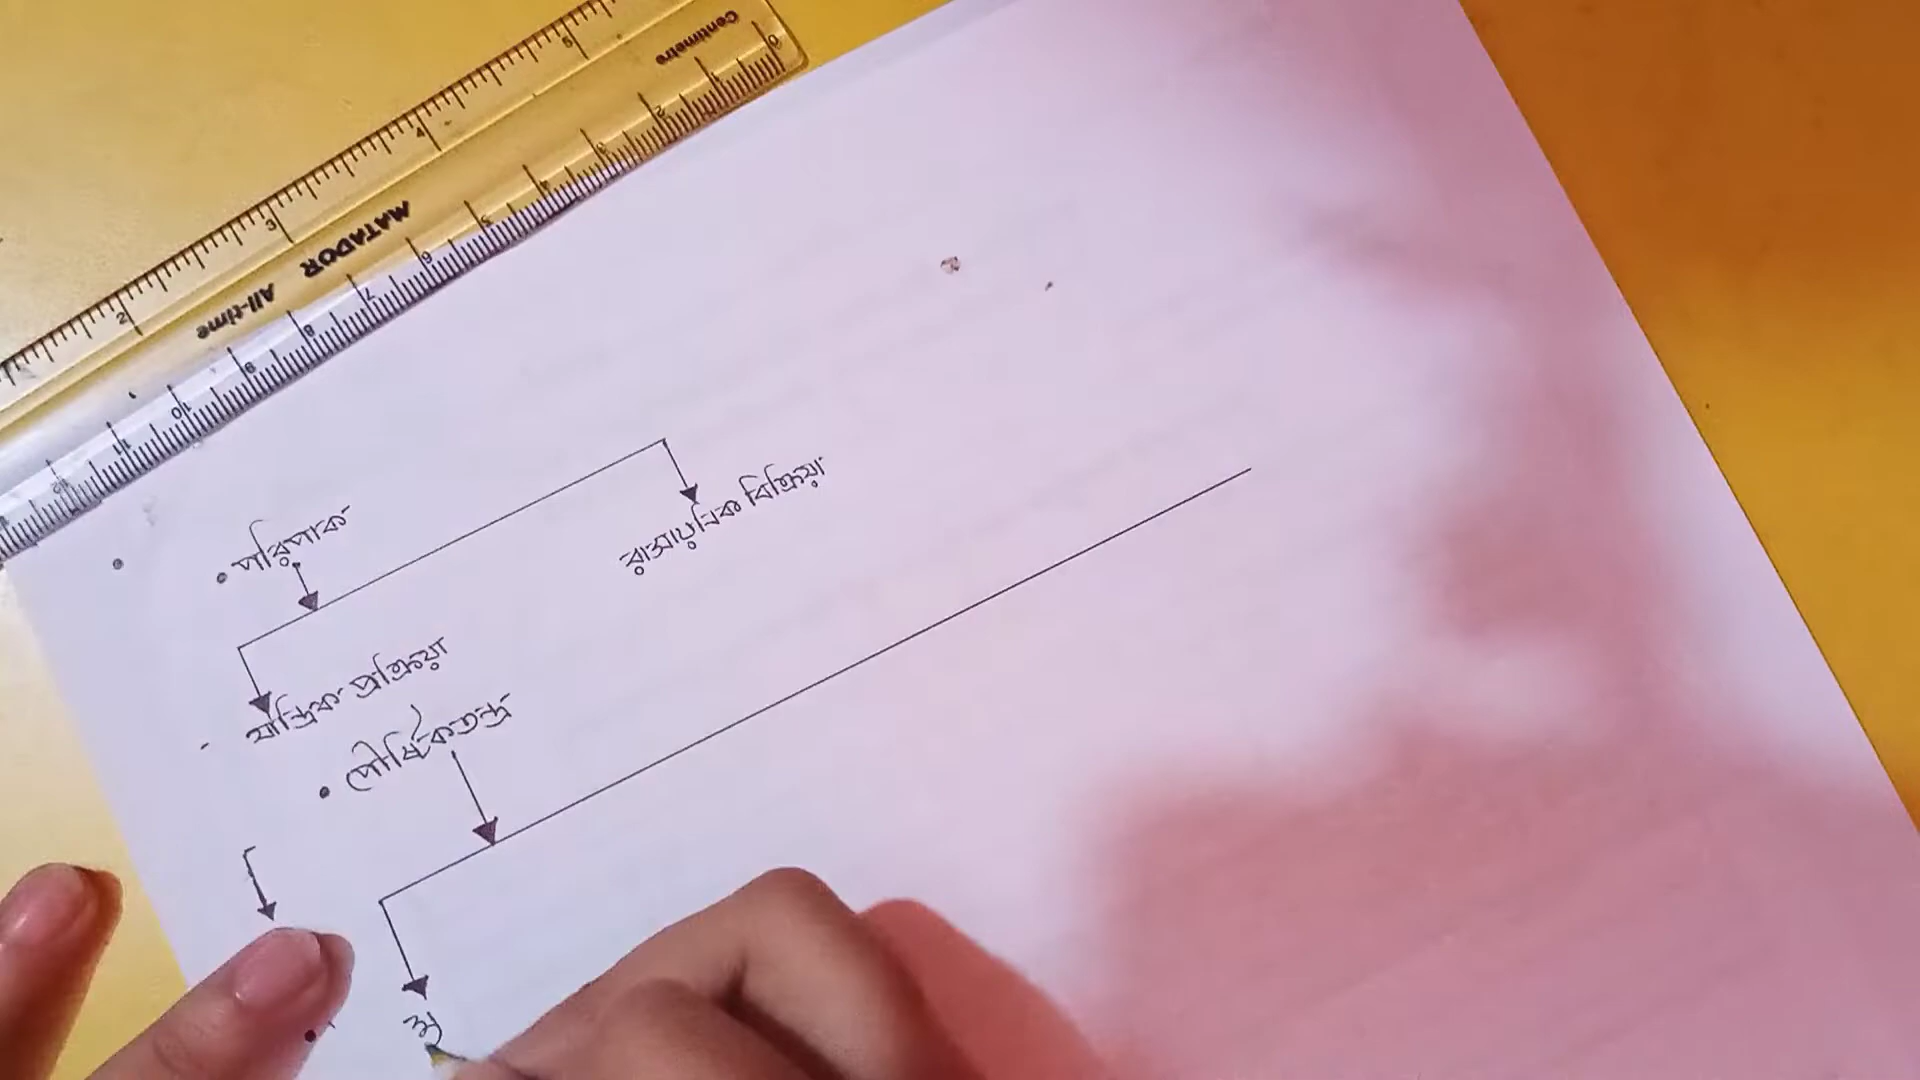 Centimetre
MATADOR
All-time
• পরিপাক
রাসায়নিক বিক্রিয়া
যান্ত্রিক প্রক্রিয়া
• পৌষ্টিকতন্ত্র